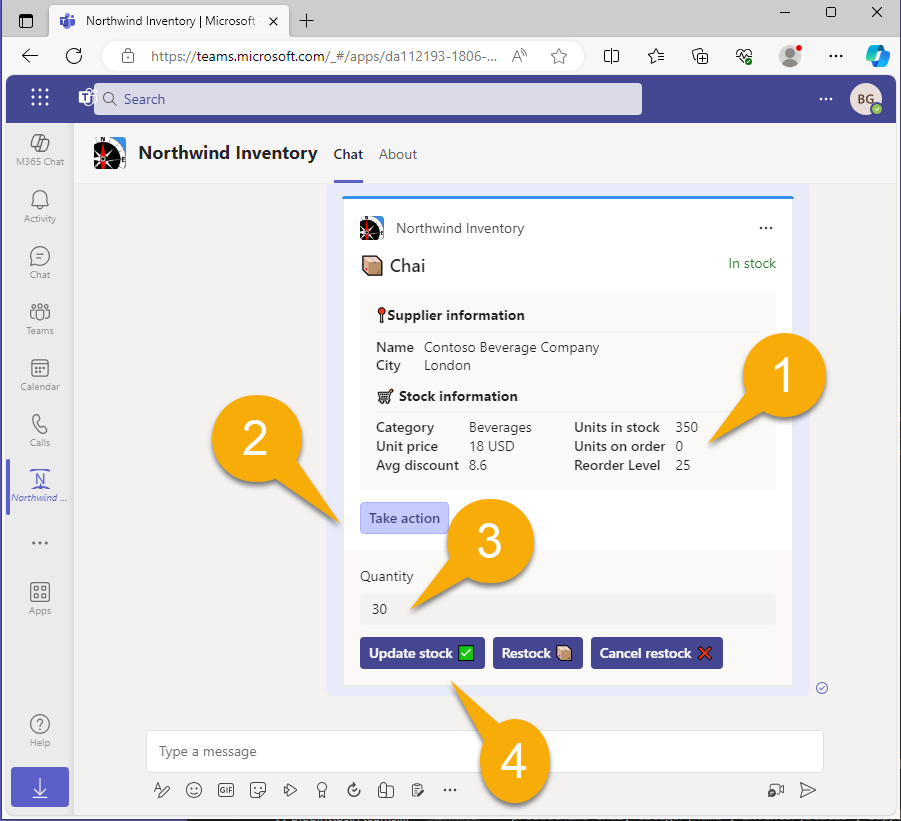 Northwind Inventory | Microsoft
https://teams.microsoft.com/_#/apps/da112193-1806-...
Search
BG
M365 Chat
Activity
Chat
Teams
Calendar
Calls
Northwind ...
Apps
Help
Northwind Inventory Chat About
Northwind Inventory
Chai In stock
Supplier information
Name Contoso Beverage Company
City London
Stock information
Category Beverages Units in stock 350
Unit price 18 USD Units on order 0
Avg discount 8.6 Reorder Level 25
1
2
Take action
3
Quantity
30
Update stock Restock Cancel restock
4
Type a message
GIF